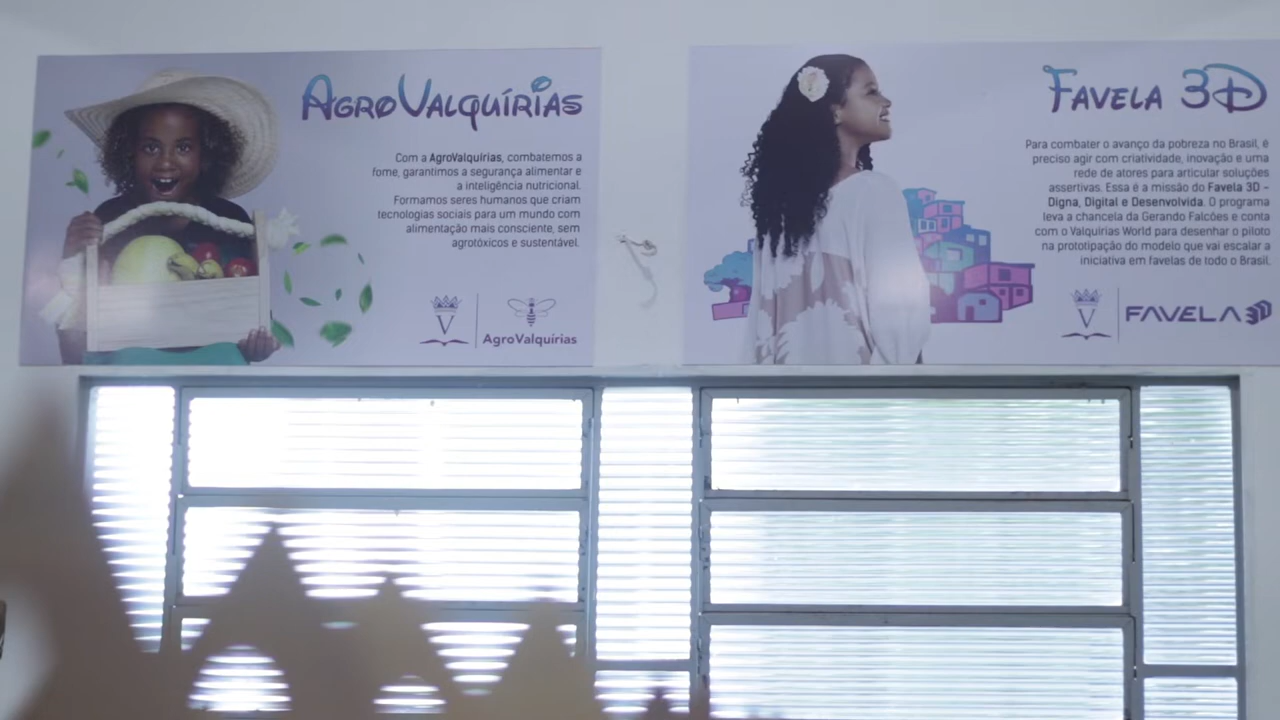 AGROVALQUÍRIAS
Com a AgroValquírias, combatemos a
fome, garantimos a segurança alimentar e
a inteligência nutricional.
Formamos seres humanos que criam
tecnologias sociais para um mundo com
alimentação mais consciente, sem
agrotóxicos e sustentável.
V
AgroValquírias
FAVELA 3D
Para combater o avanço da pobreza no Brasil, é
preciso agir com criatividade, inovação e uma
rede de atores para articular soluções
assertivas. Essa é a missão do Favela 3D -
Digna, Digital e Desenvolvida. O programa
leva a chancela da Gerando Falcões e conta
com o Valquírias World para desenhar o piloto
na prototipação do modelo que vai escalar a
iniciativa em favelas de todo o Brasil.
V
FAVELA 3D